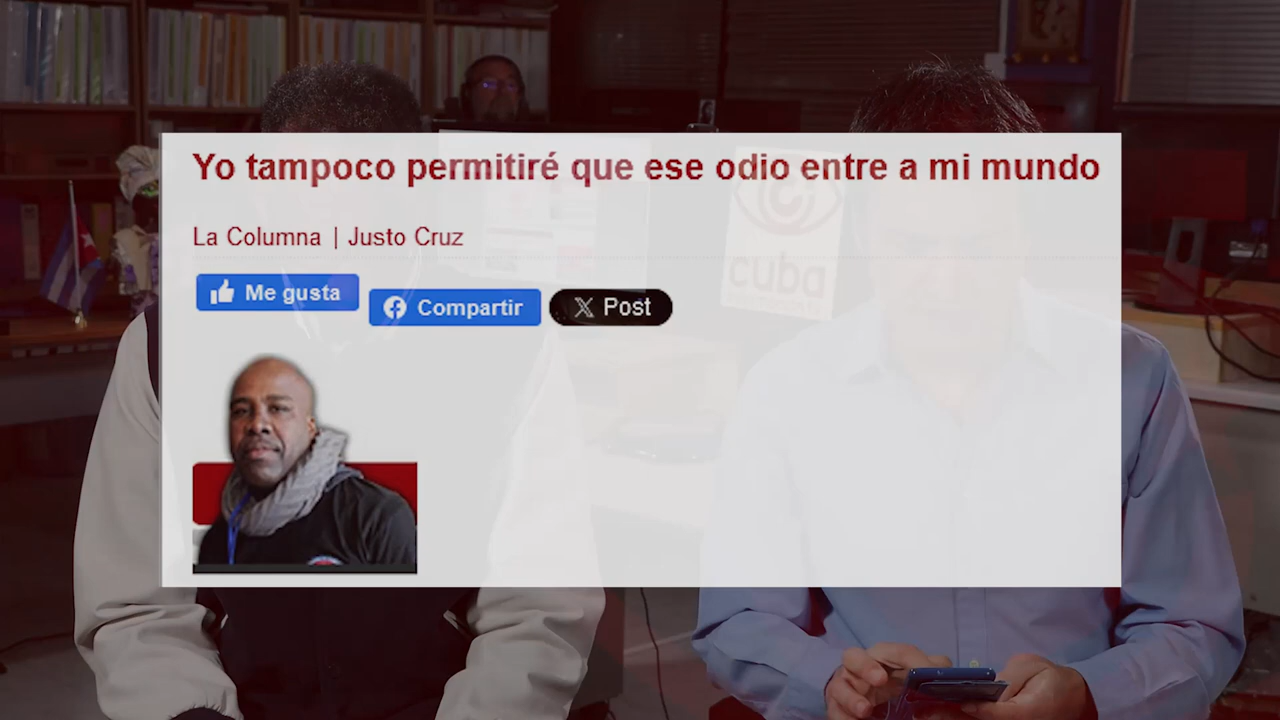 Yo tampoco permitiré que ese odio entre a mi mundo
La Columna | Justo Cruz
Me gusta
Compartir
Post
cuba